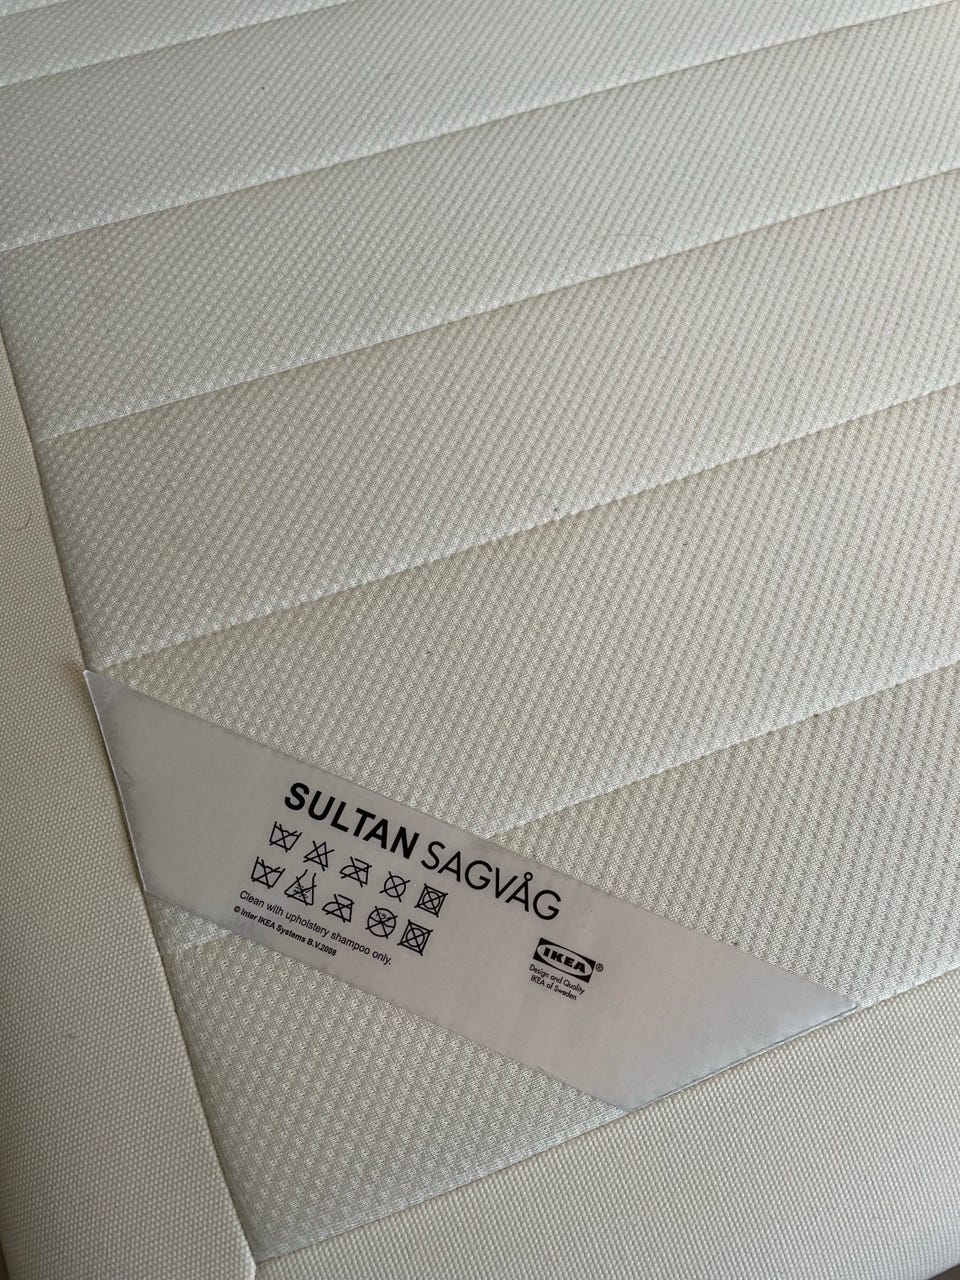 SULTAN SAGVÅG
Clean with upholstery shampoo only.
© Inter IKEA Systems B.V.2008
IKEA®
Design and Quality
IKEA of Sweden